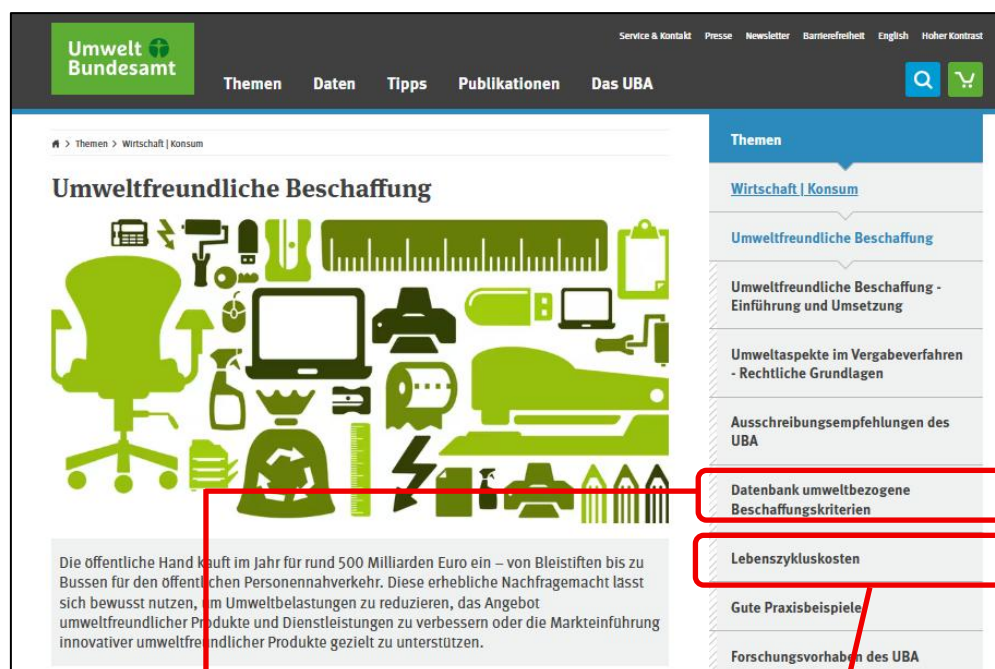 Umwelt
Bundesamt
Service & Kontakt Presse Newsletter Barrierefreiheit English Hoher Kontrast
Themen Daten Tipps Publikationen Das UBA
> Themen > Wirtschaft | Konsum
Umweltfreundliche Beschaffung
Die öffentliche Hand kauft im Jahr für rund 500 Milliarden Euro ein – von Bleistiften bis zu
Bussen für den öffentlichen Personennahverkehr. Diese erhebliche Nachfragemacht lässt
sich bewusst nutzen, um Umweltbelastungen zu reduzieren, das Angebot
umweltfreundlicher Produkte und Dienstleistungen zu verbessern oder die Markteinführung
innovativer umweltfreundlicher Produkte gezielt zu unterstützen.
Themen
Wirtschaft | Konsum
Umweltfreundliche Beschaffung
Umweltfreundliche Beschaffung -
Einführung und Umsetzung
Umweltaspekte im Vergabeverfahren
- Rechtliche Grundlagen
Ausschreibungsempfehlungen des
UBA
Datenbank umweltbezogene
Beschaffungskriterien
Lebenszykluskosten
Gute Praxisbeispiele
Forschungsvorhaben des UBA